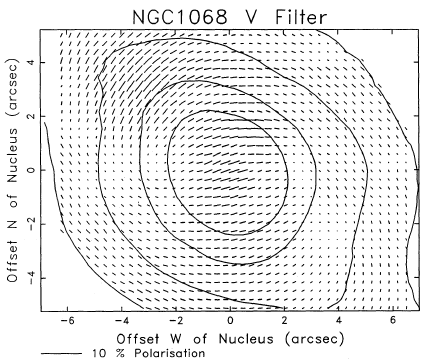 NGC1068 V Filter
Offset N of Nucleus (arcsec)
4
2
0
−2
−4
−6 −4 −2 0 2 4 6
Offset W of Nucleus (arcsec)
10 % Polarisation